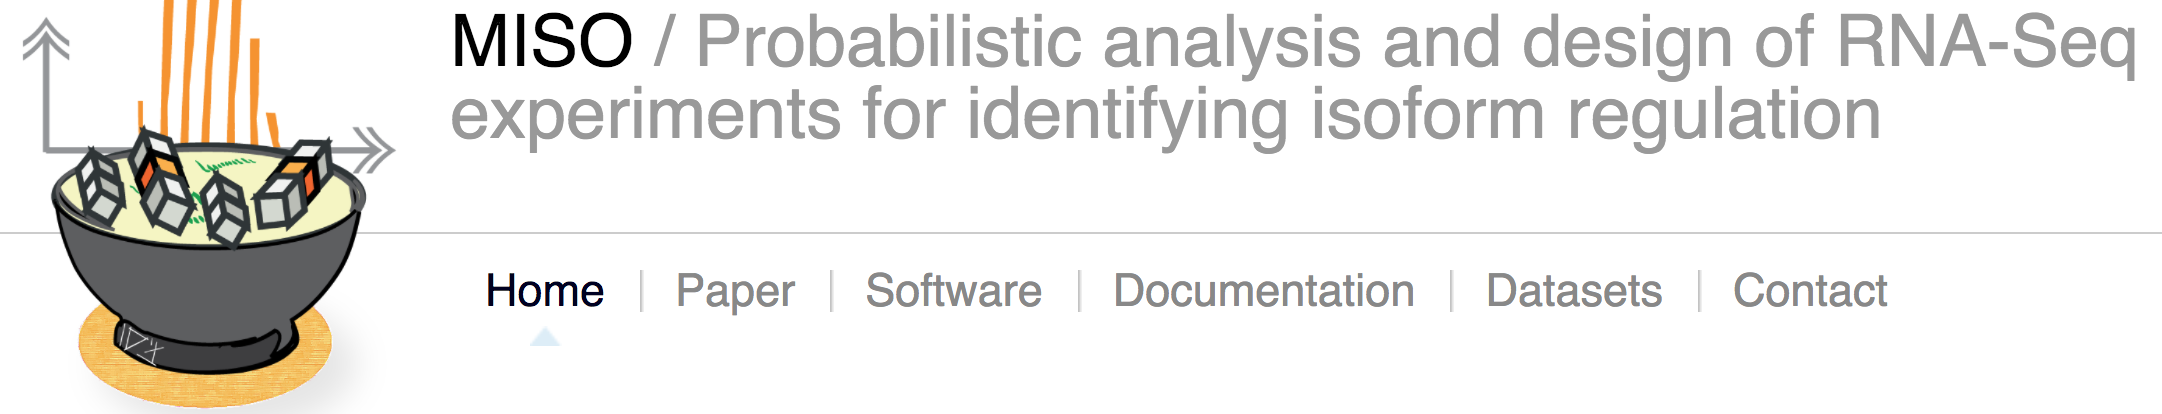 MISO / Probabilistic analysis and design of RNA-Seq
experiments for identifying isoform regulation
Home | Paper | Software | Documentation | Datasets | Contact